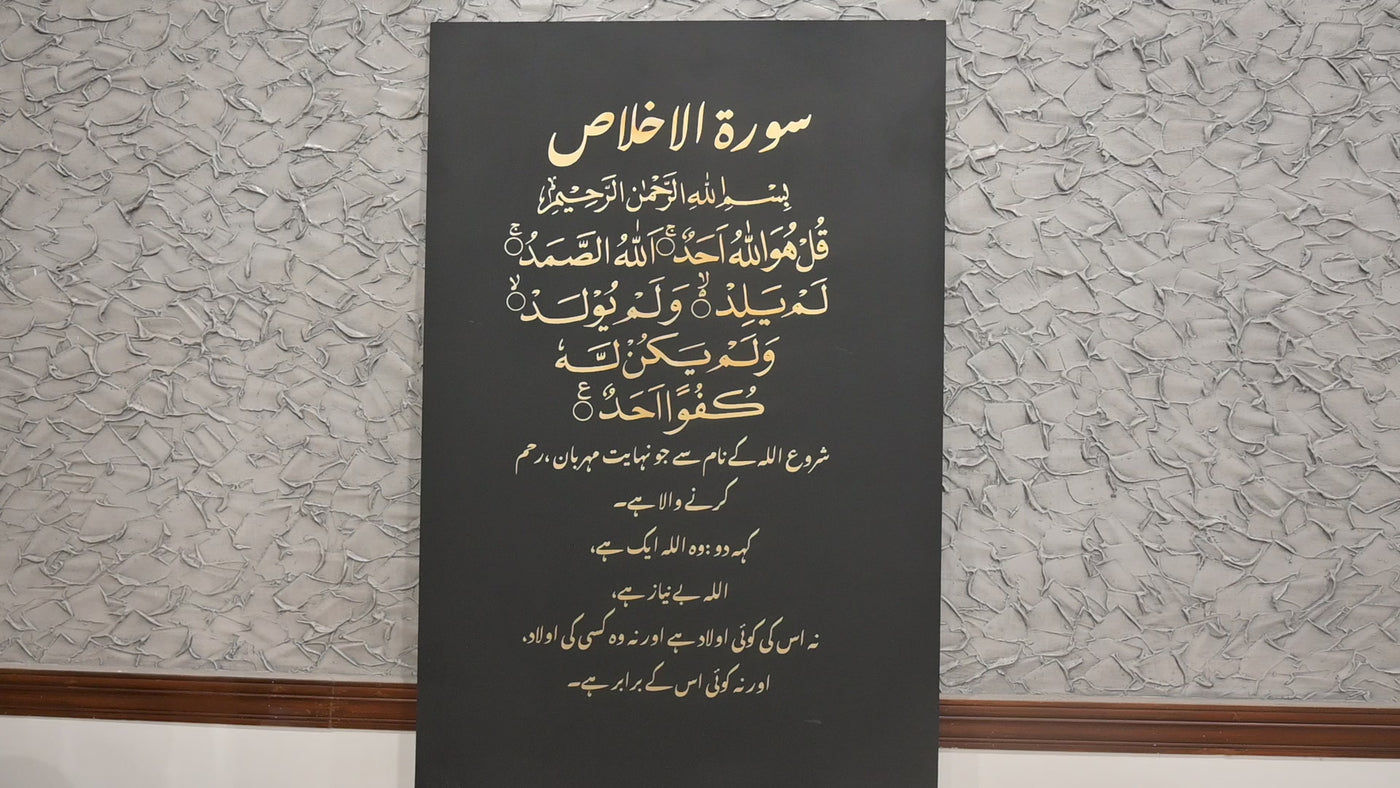 سورة الاخلاص
بِسْمِ اللّٰهِ الرَّحْمٰنِ الرَّحِيْمِ
قُلْ هُوَ اللّٰهُ اَحَدٌ ۚ اَللّٰهُ الصَّمَدُ ۚ
لَمْ يَلِدْ ۙ وَلَمْ يُوْلَدْ ۙ
وَلَمْ يَكُنْ لَّهٗ
كُفُوًا اَحَدٌ ع
شروع اللہ کے نام سے جو نہایت مہربان ،رحم
کرنے والا ہے۔
کہہ دو :وہ اللہ ایک ہے،
اللہ بے نیاز ہے،
نہ اس کی کوئی اولاد ہے اور نہ وہ کسی کی اولاد،
اور نہ کوئی اس کے برابر ہے۔